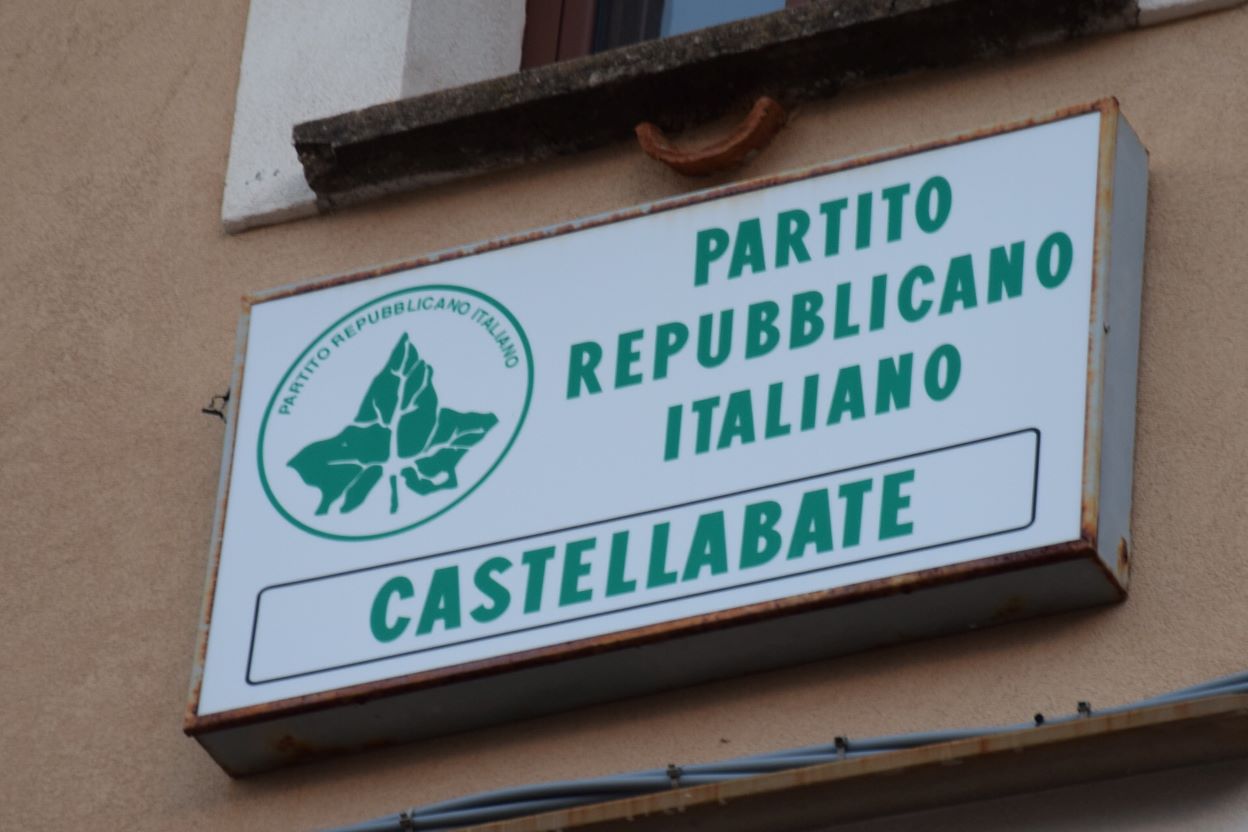 PARTITO REPUBBLICANO ITALIANO
PARTITO
REPUBBLICANO
ITALIANO
CASTELLABATE